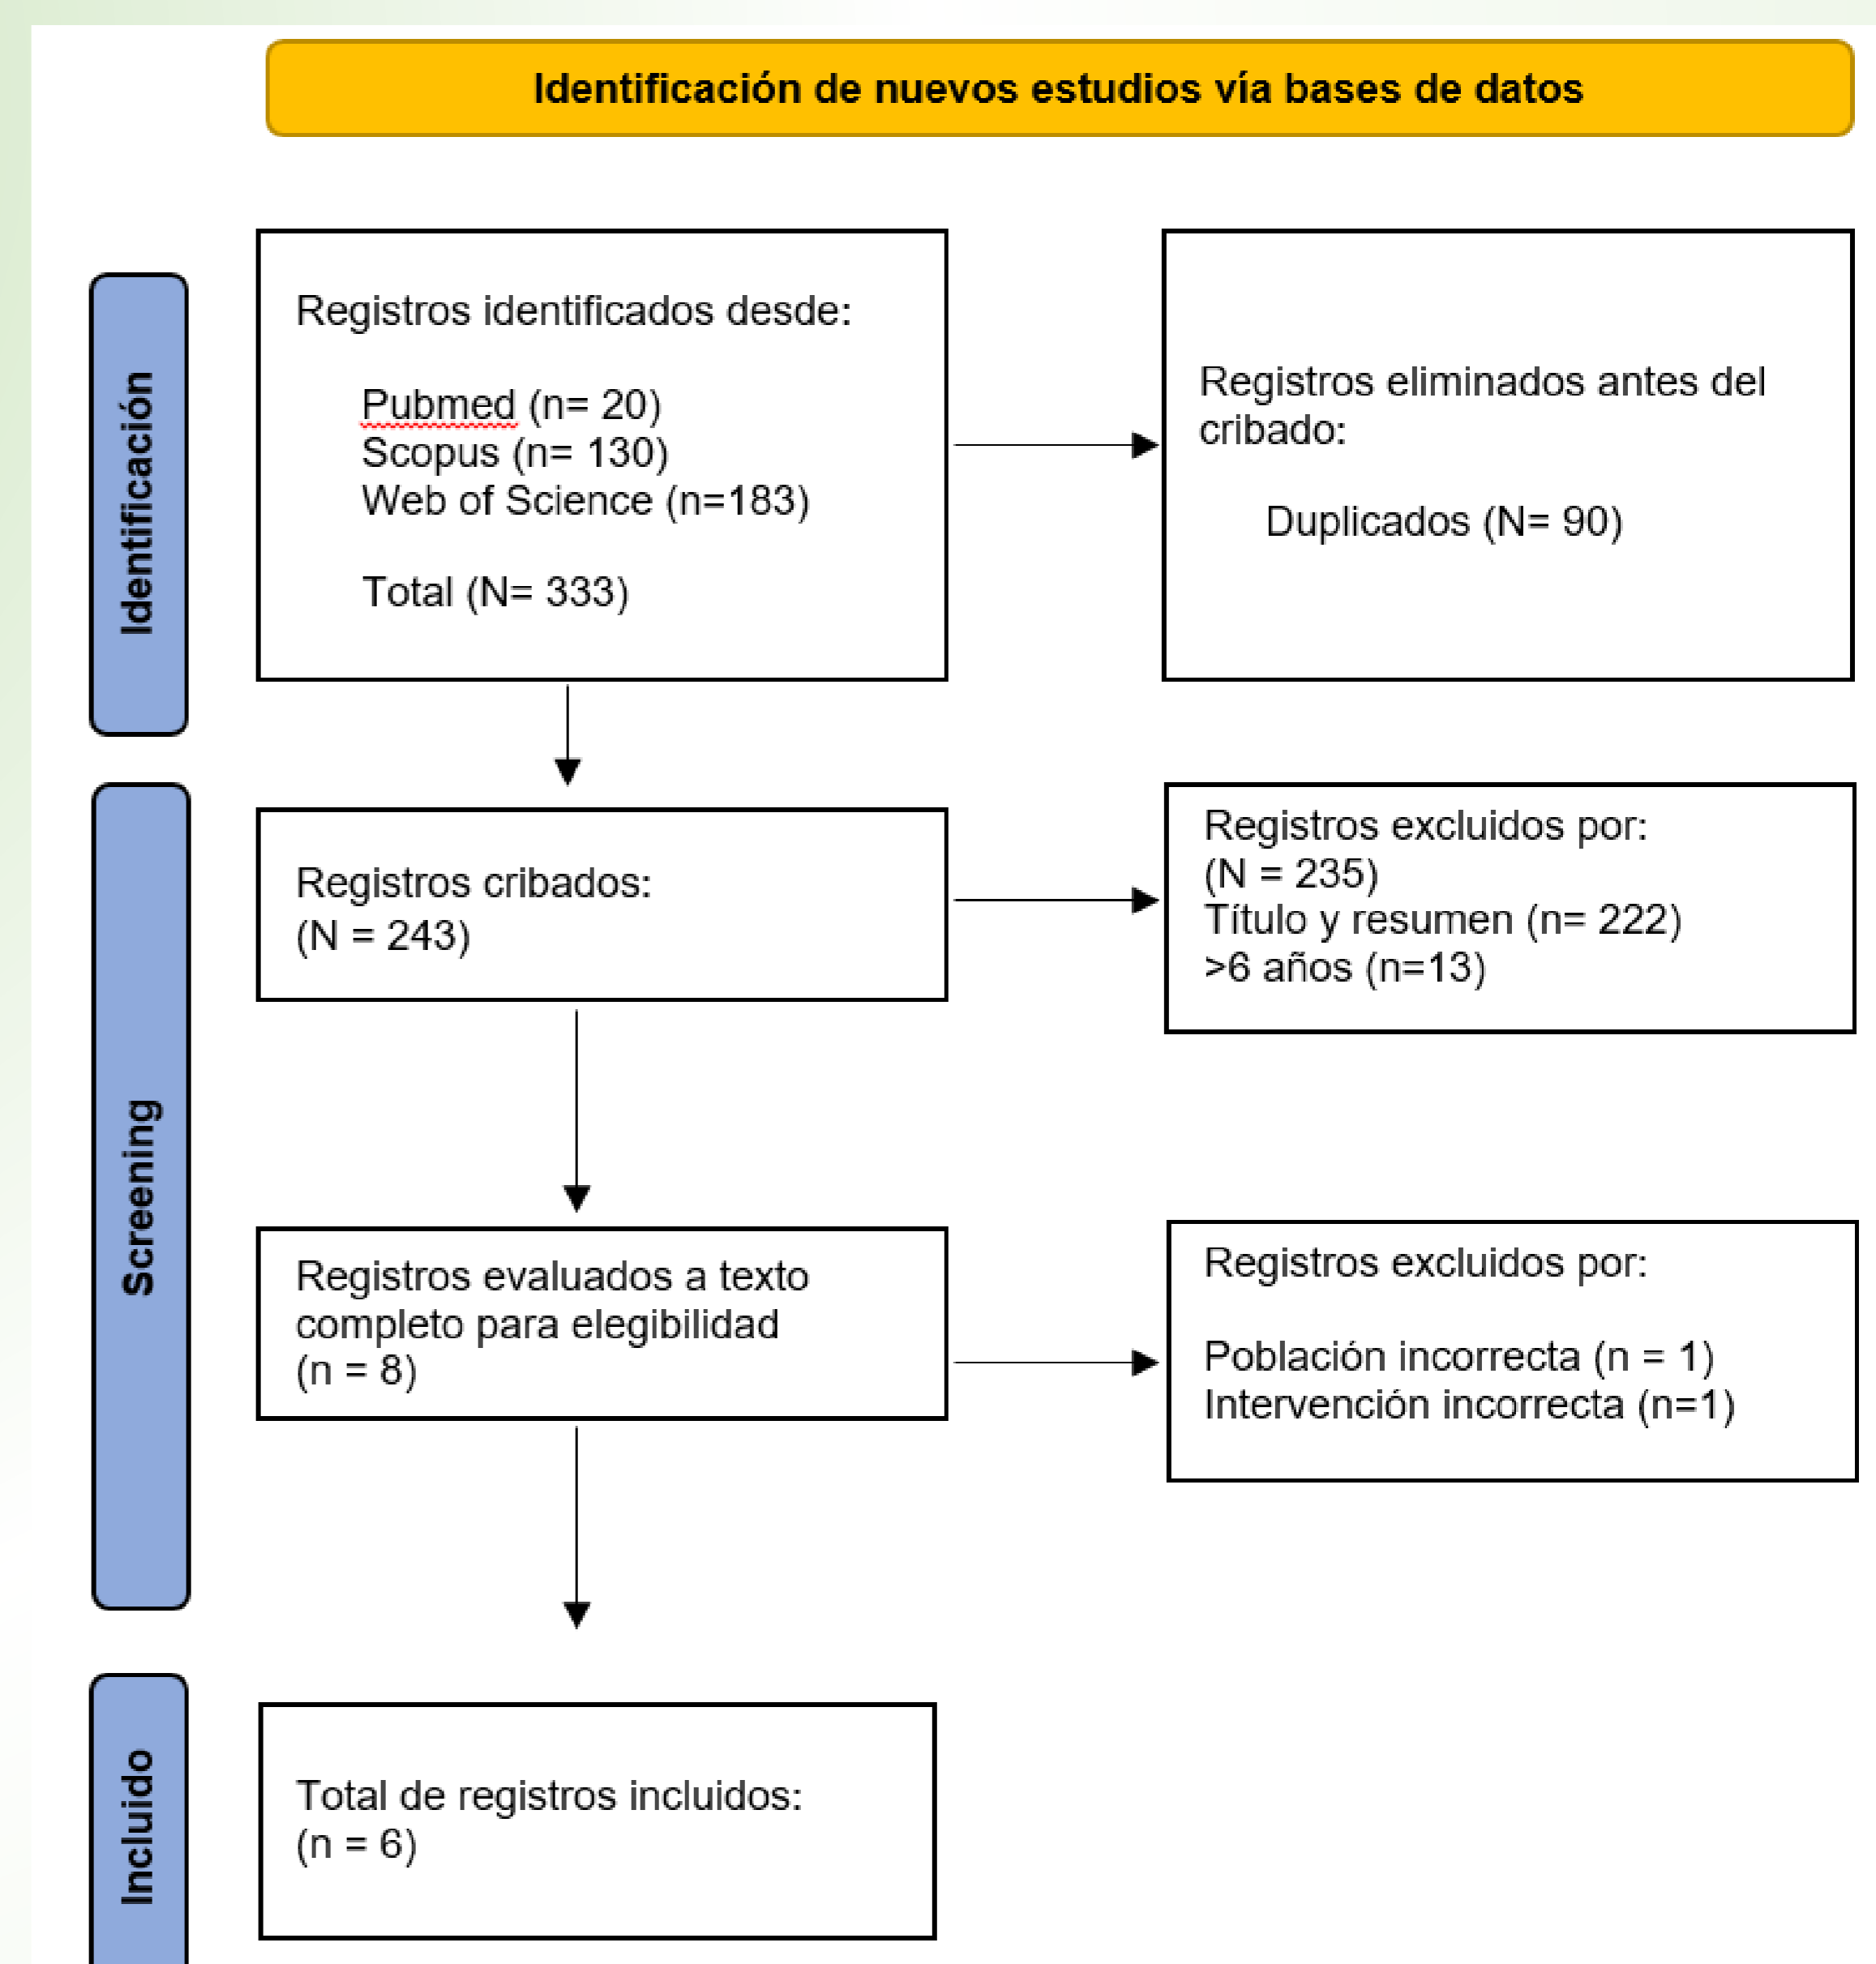 Identificación de nuevos estudios vía bases de datos
Identificación
Registros identificados desde:
Pubmed (n= 20)
Scopus (n= 130)
Web of Science (n=183)
Total (N= 333)
Registros eliminados antes del
cribado:
Duplicados (N= 90)
Screening
Registros cribados:
(N = 243)
Registros excluidos por:
(N = 235)
Título y resumen (n= 222)
>6 años (n=13)
Registros evaluados a texto
completo para elegibilidad
(n = 8)
Registros excluidos por:
Población incorrecta (n = 1)
Intervención incorrecta (n=1)
Incluido
Total de registros incluidos:
(n = 6)